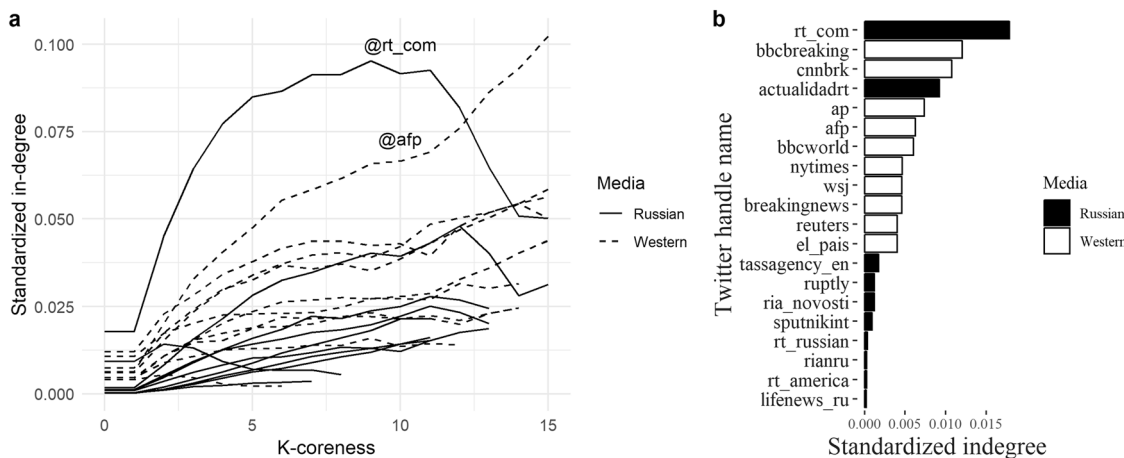 a
Standardized in-degree
0.100
0.075
0.050
0.025
0.000
@rt_com
@afp
0
5
10
15
K-coreness
Media
Russian
Western
b
Twitter handle name
rt_com
bbcbreaking
cnnbrk
actualidadrt
ap
afp
bbcworld
nytimes
wsj
breakingnews
reuters
el_pais
tassagency_en
ruptly
ria_novosti
sputnikint
rt_russian
rianru
rt_america
lifenews_ru
0.000
0.005
0.010
0.015
Standardized indegree
Media
Russian
Western